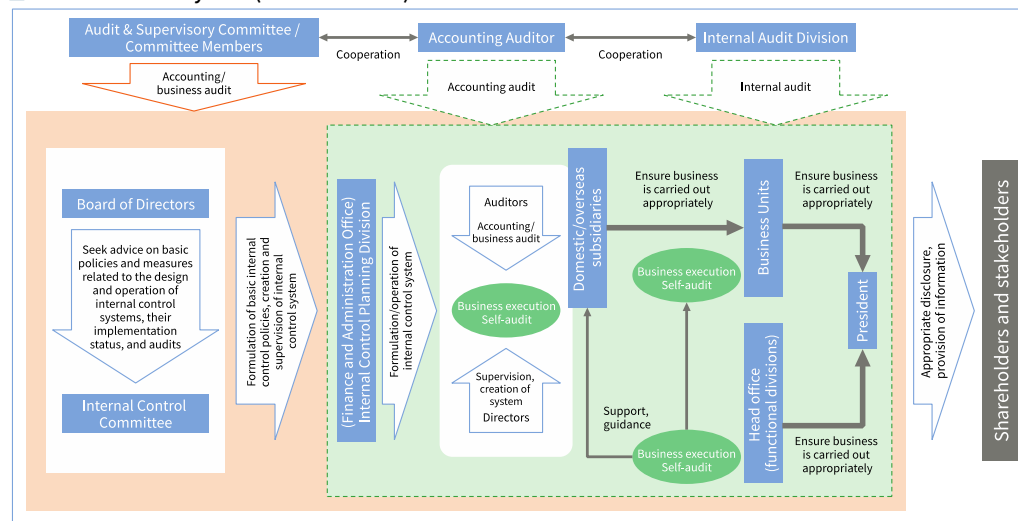 Audit & Supervisory Committee /
Committee Members
Accounting Auditor
Internal Audit Division
Cooperation
Cooperation
Accounting/
business audit
Accounting audit
Internal audit
Board of Directors
Seek advice on basic
policies and measures
related to the design
and operation of
internal control
systems, their
implementation
status, and audits
Internal Control
Committee
Formulation of basic internal
control policies, creation and
supervision of internal
control system
(Finance and Administration Office)
Internal Control Planning Division
Formulation/operation of
internal control system
Auditors
Accounting/
business audit
Business execution
Self-audit
Supervision,
creation of
system
Directors
Domestic/overseas
subsidiaries
Ensure business
is carried out
appropriately
Business execution
Self-audit
Support,
guidance
Business execution
Self-audit
Business Units
Head office
(functional divisions)
Ensure business
is carried out
appropriately
President
Ensure business
is carried out
appropriately
Appropriate disclosure,
provision of information
Shareholders and stakeholders